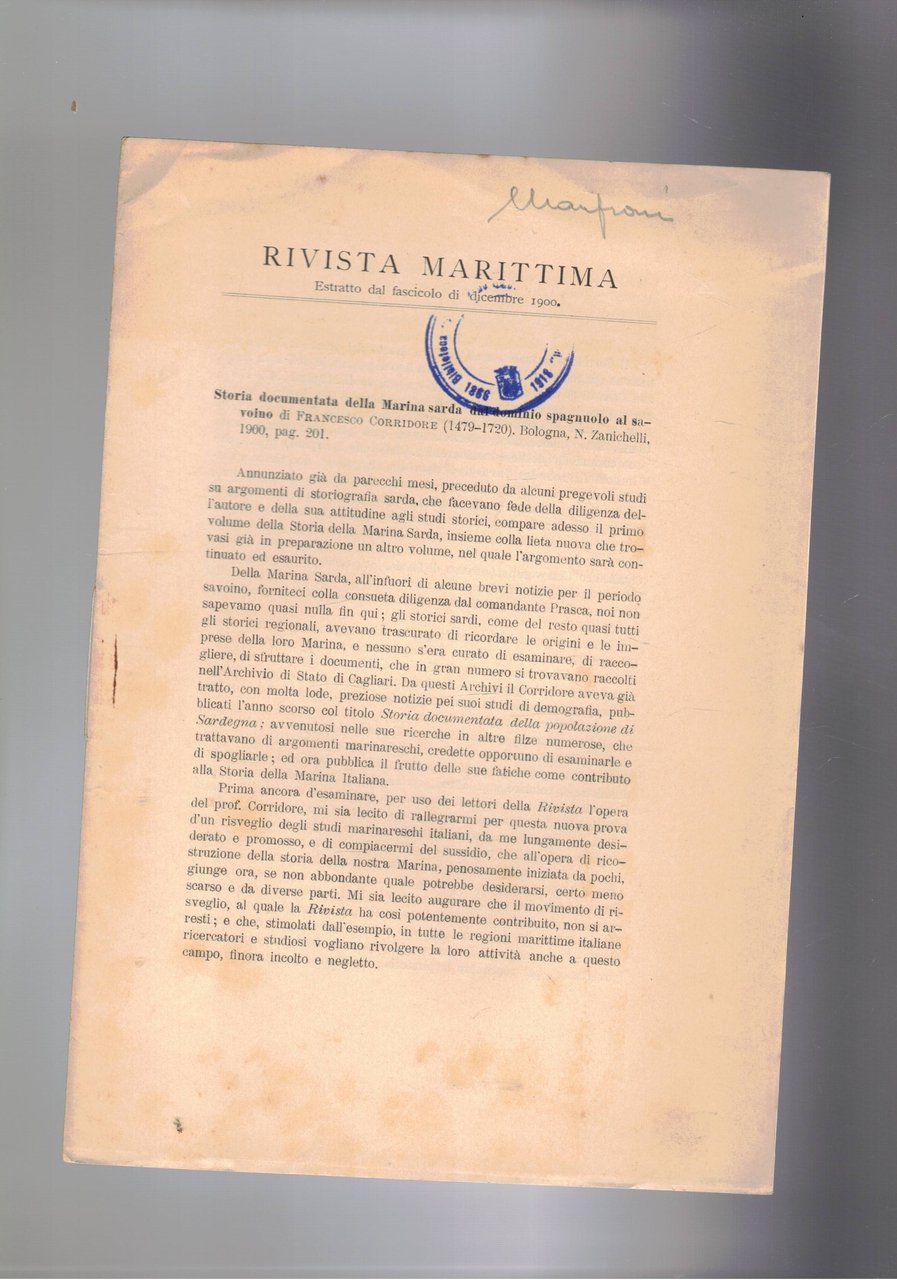 Manfroni
RIVISTA MARITTIMA
Estratto dal fascicolo di dicembre 1900.
Biblioteca
1866
1918
Storia documentata della Marina sarda dal dominio spagnuolo al sa-
voino di FRANCESCO CORRIDORE (1479-1720). Bologna, N. Zanichelli,
1900, pag. 201.
Annunziato già da parecchi mesi, preceduto da alcuni pregevoli studi
su argomenti di storiografia sarda, che facevano fede della diligenza del-
l'autore e della sua attitudine agli studi storici, compare adesso il primo
volume della Storia della Marina Sarda, insieme colla lieta nuova che tro-
vasi già in preparazione un altro volume, nel quale l'argomento sarà con-
tinuato ed esaurito.
Della Marina Sarda, all'infuori di alcune brevi notizie per il periodo
savoino, forniteci colla consueta diligenza dal comandante Prasca, noi non
sapevamo quasi nulla fin qui; gli storici sardi, come del resto quasi tutti
gli storici regionali, avevano trascurato di ricordare le origini e le im-
prese della loro Marina, e nessuno s'era curato di esaminare, di racco-
gliere, di sfruttare i documenti, che in gran numero si trovavano raccolti
nell'Archivio di Stato di Cagliari. Da questi Archivi il Corridore aveva già
tratto, con molta lode, preziose notizie pei suoi studi di demografia, pub-
blicati l'anno scorso col titolo Storia documentata della popolazione di
Sardegna; avvenutosi nelle sue ricerche in altre filze numerose, che
trattavano di argomenti marinareschi, credette opportuno di esaminarle e
di spogliarle; ed ora pubblica il frutto delle sue fatiche come contributo
alla Storia della Marina Italiana.
Prima ancora d'esaminare, per uso dei lettori della Rivista l'opera
del prof. Corridore, mi sia lecito di rallegrarmi per questa nuova prova
d'un risveglio degli studi marinareschi italiani, da me lungamente desi-
derato e promosso, e di compiacermi del sussidio, che all'opera di rico-
struzione della storia della nostra Marina, penosamente iniziata da pochi,
giunge ora, se non abbondante quale potrebbe desiderarsi, certo meno
scarso e da diverse parti. Mi sia lecito augurare che il movimento di ri-
sveglio, al quale la Rivista ha così potentemente contribuito, non si ar-
resti; e che, stimolati dall'esempio, in tutte le regioni marittime italiane
ricercatori e studiosi vogliano rivolgere la loro attività anche a questo
campo, finora incolto e negletto.